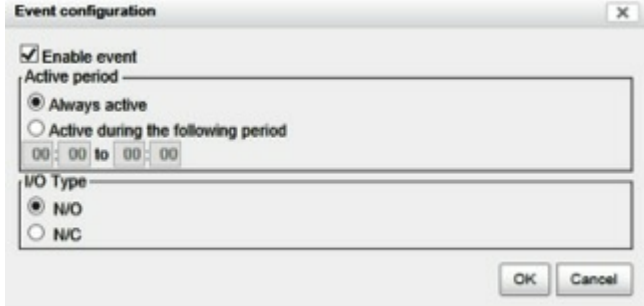 Event configuration
Enable event
Active period
Always active
Active during the following period
00 : 00 to 00 : 00
I/O Type
N/O
N/C
OK Cancel